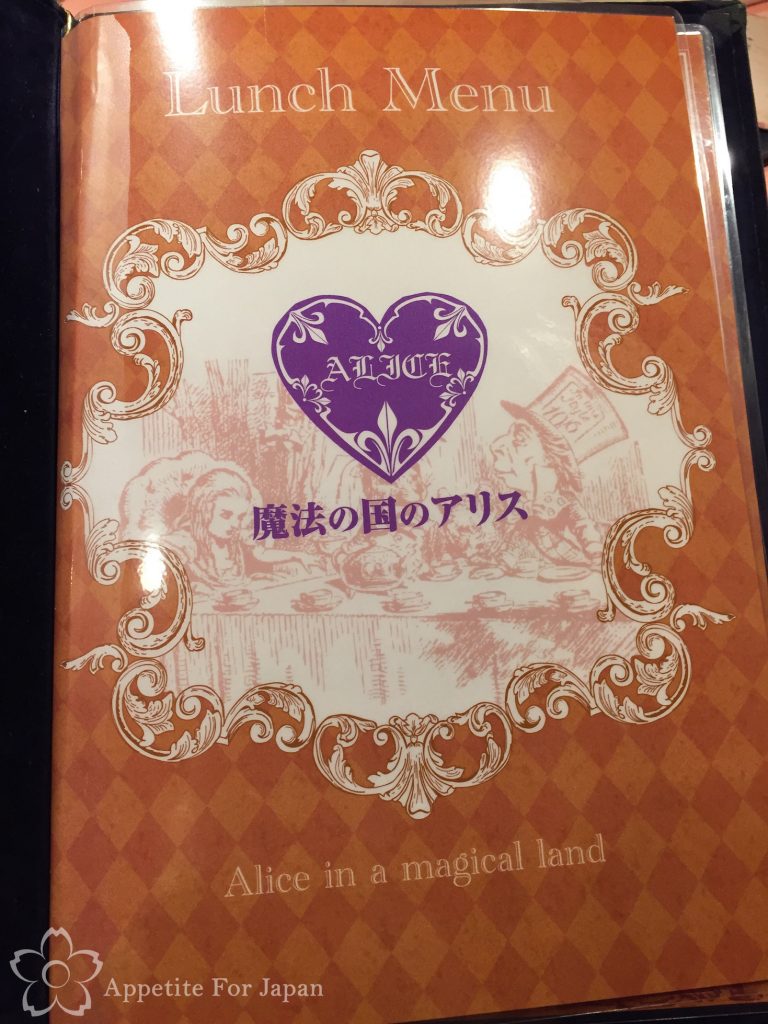 Lunch Menu
ALICE
魔法の国のアリス
Alice in a magical land
Appetite For Japan